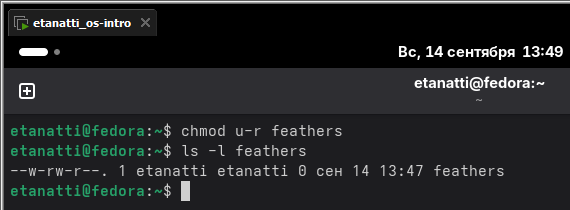 etanatti_os-intro
Вс, 14 сентября 13:49
etanatti@fedora:~
~
etanatti@fedora:~$ chmod u-r feathers
etanatti@fedora:~$ ls -l feathers
--w-rw-r--. 1 etanatti etanatti 0 сен 14 13:47 feathers
etanatti@fedora:~$